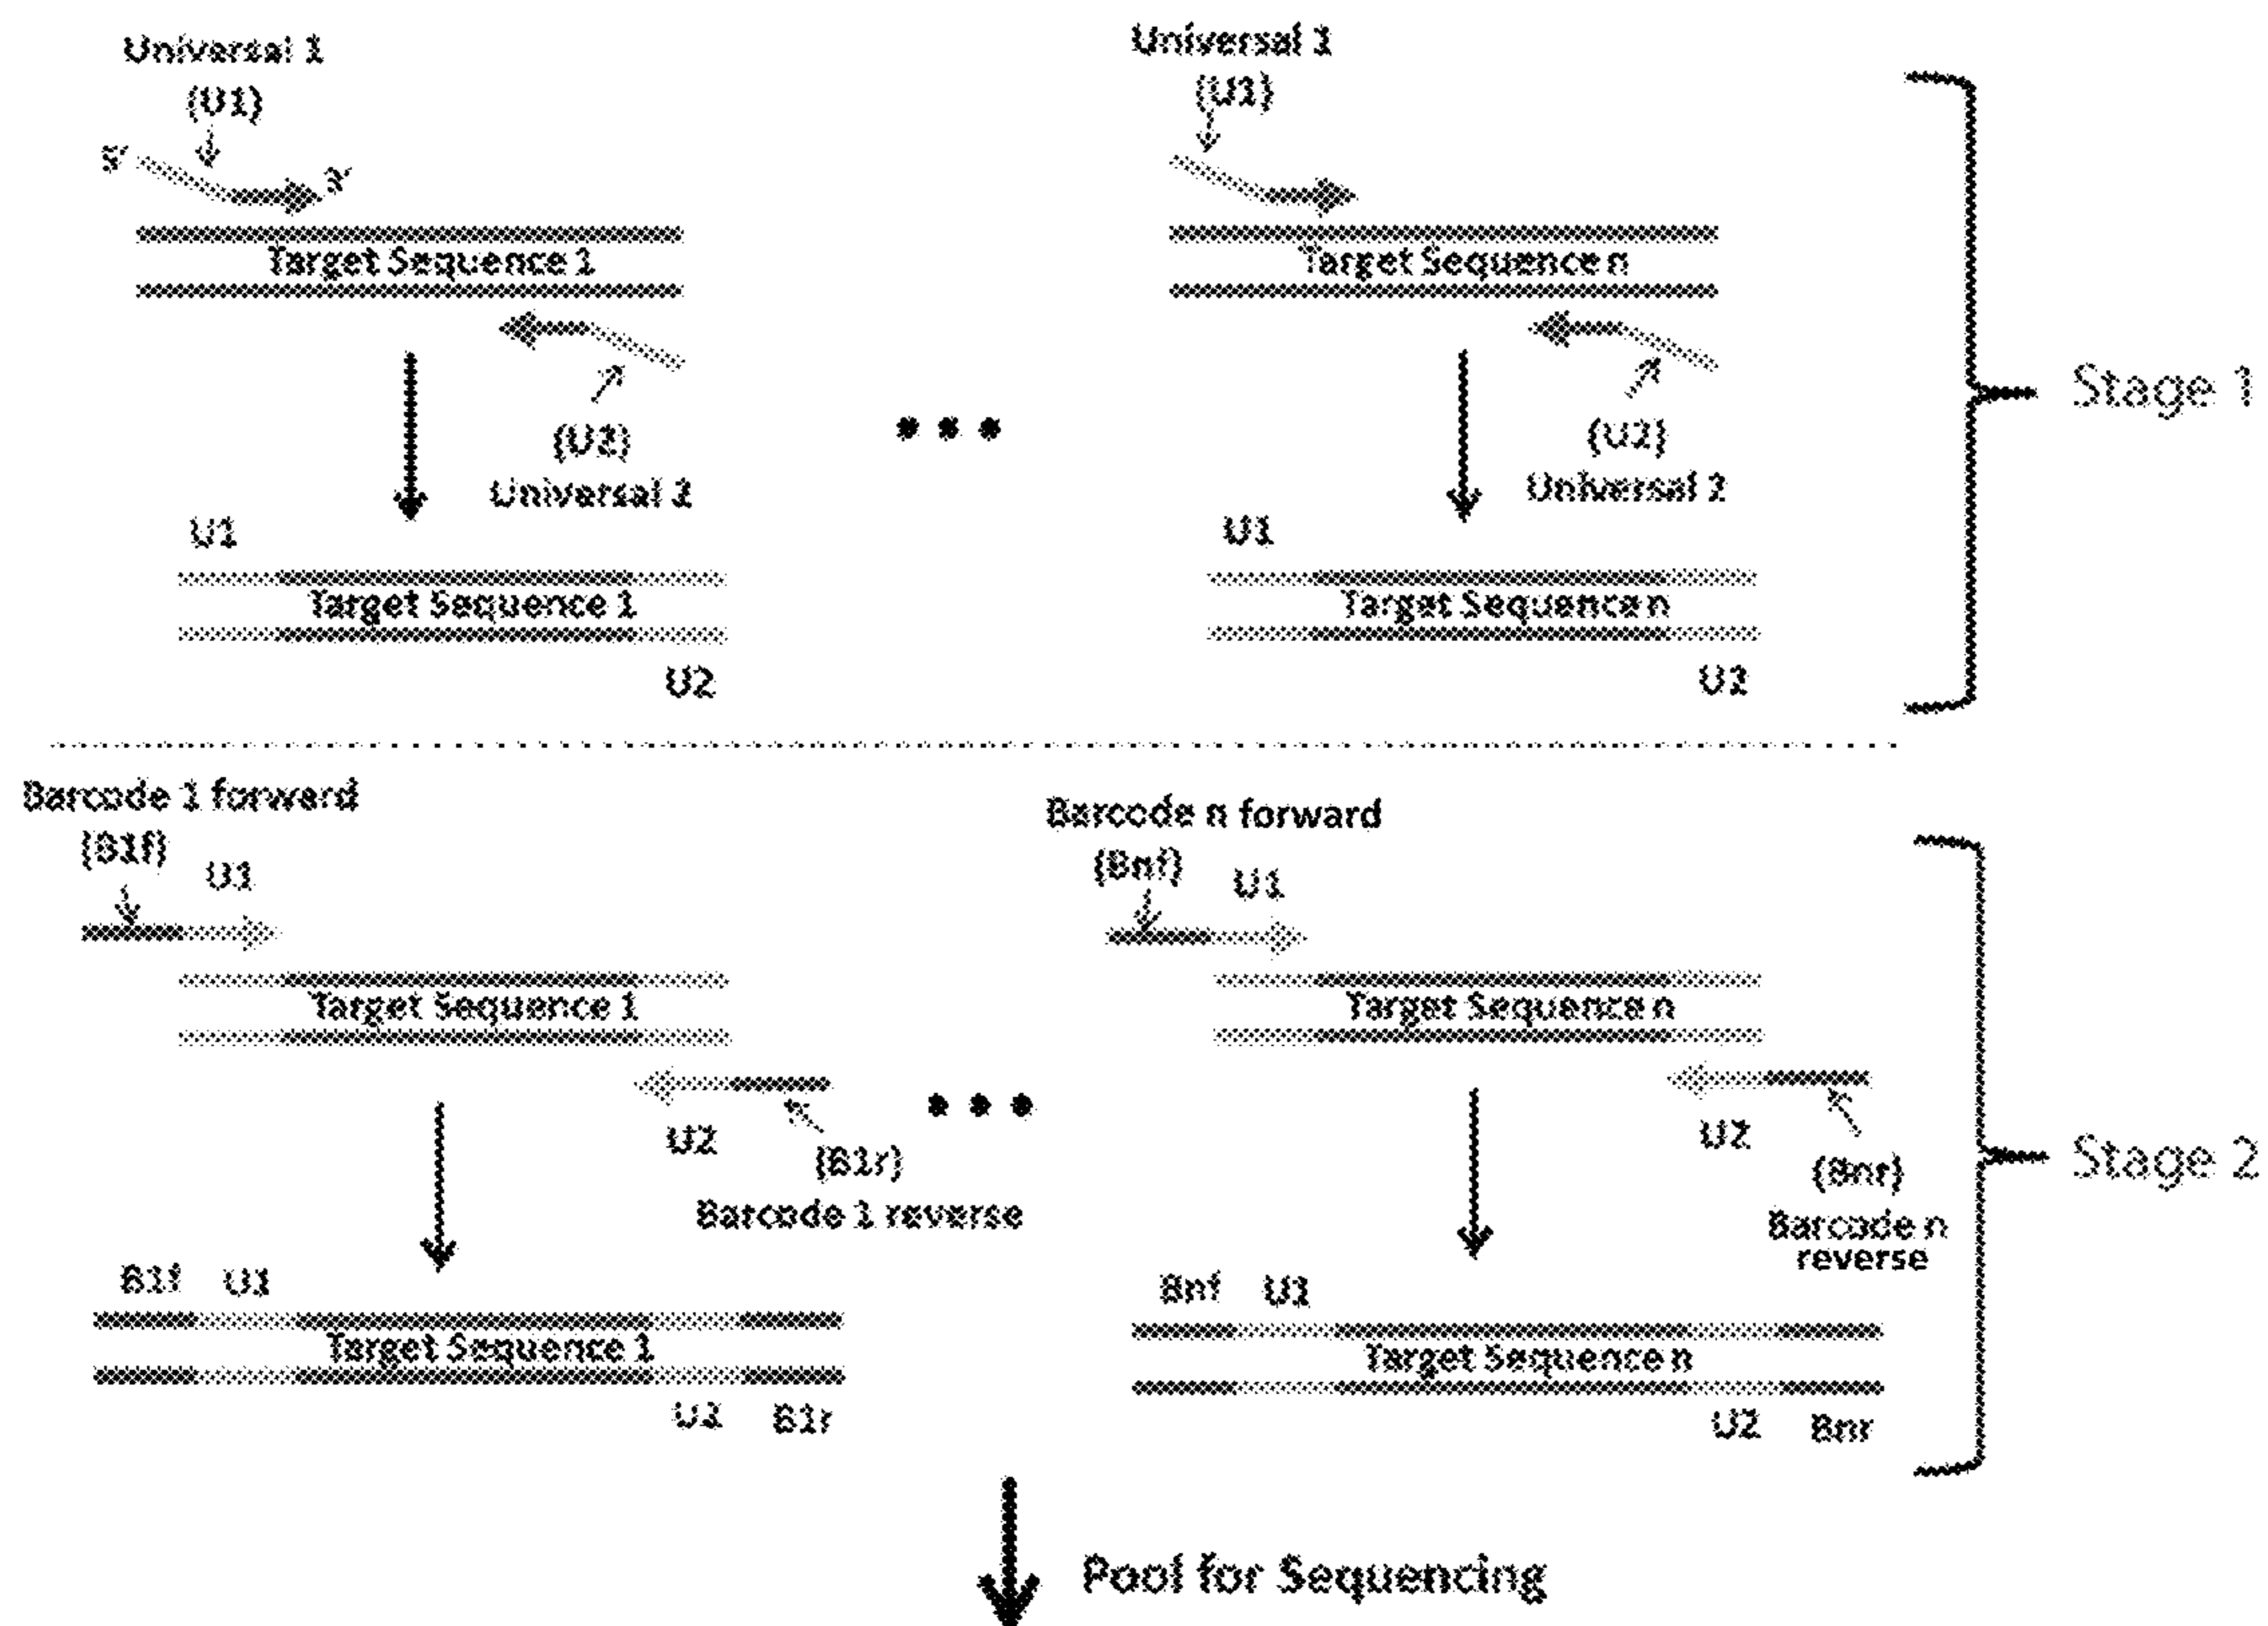 Universal 1
(U1)
5'
3'
Target Sequence 1
(U2)
Universal 2
U1
Target Sequence 1
U2
Universal 1
(U1)
Target Sequence n
(U2)
Universal 2
U1
Target Sequence n
U2
Stage 1
Barcode 1 forward
(B1f)
U1
Target Sequence 1
U2
(B1r)
Barcode 1 reverse
B1f U1
Target Sequence 1
U2 B1r
Barcode n forward
(Bnf)
U1
Target Sequence n
U2
(Bnr)
Barcode n
reverse
Bnf U1
Target Sequence n
U2 Bnr
Stage 2
Pool for Sequencing